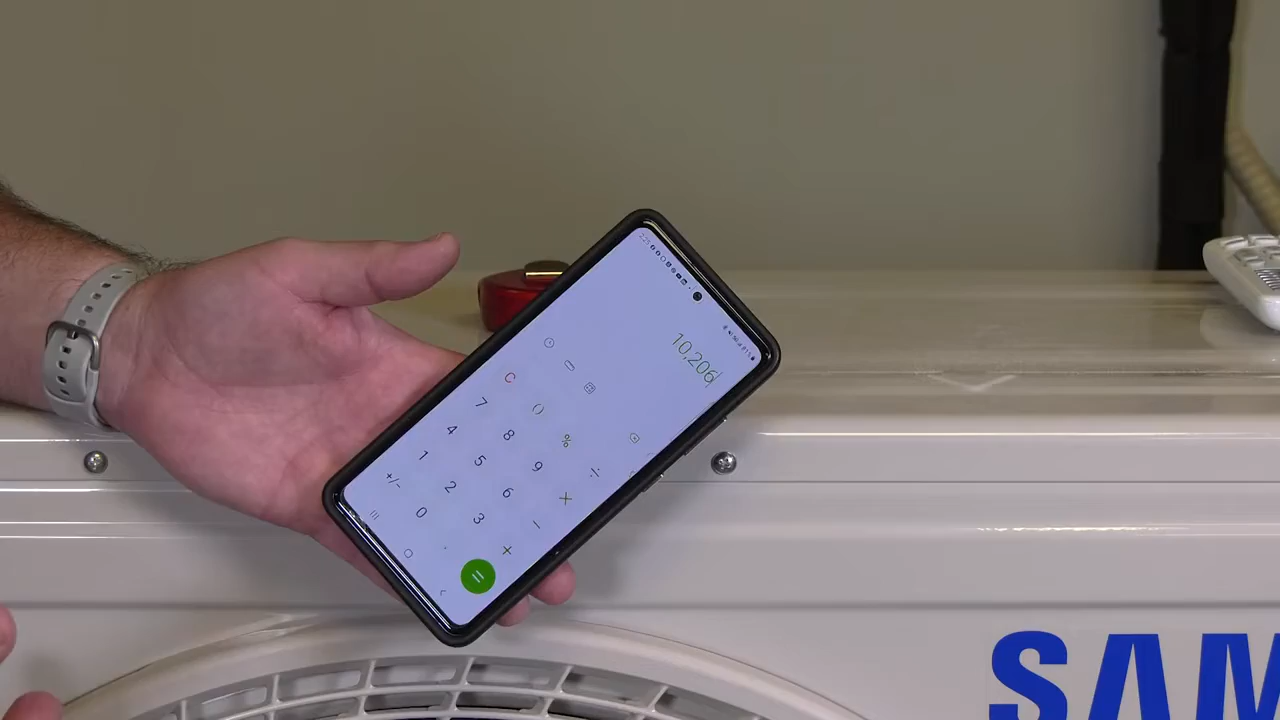 10,206
C () % ÷
7 8 9 ×
4 5 6 −
1 2 3 +
+/- 0 . =
SAM